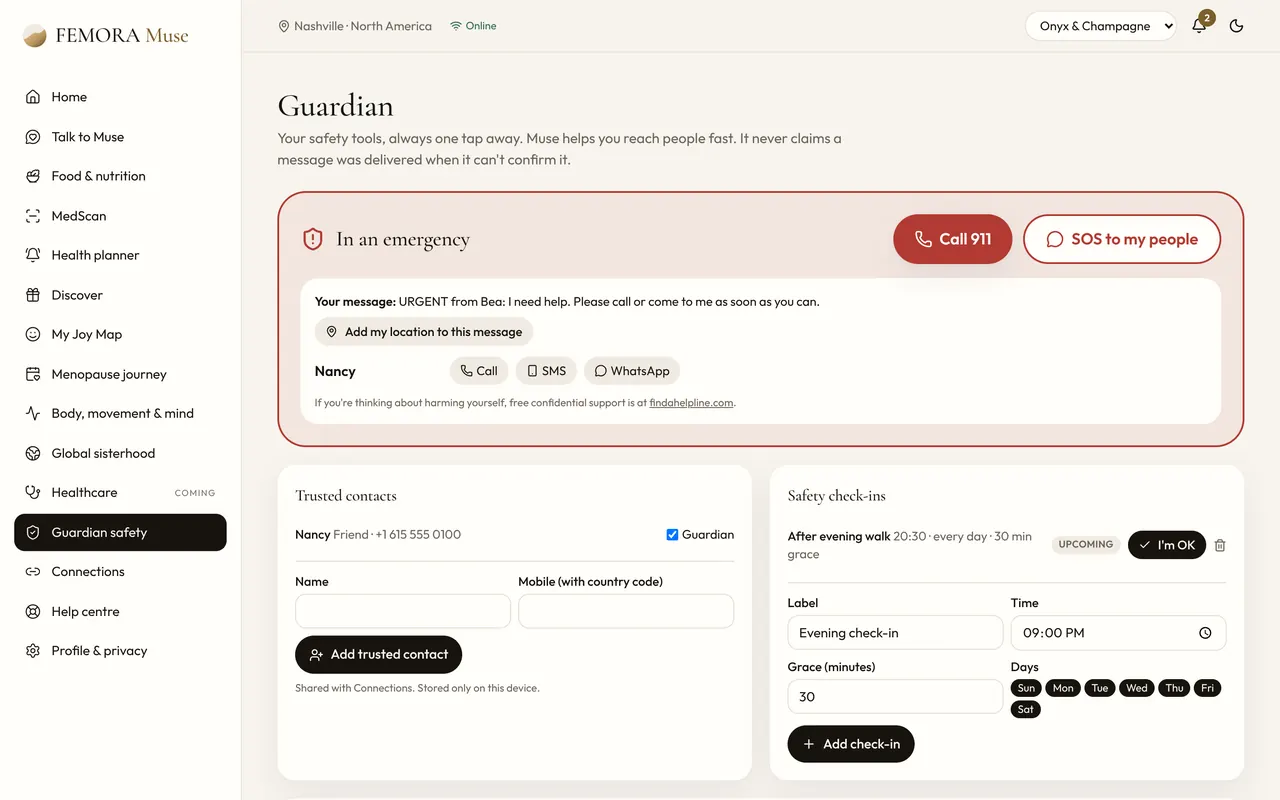 FEMORA Muse
Nashville · North America
Online
Onyx & Champagne
2
Home
Talk to Muse
Food & nutrition
MedScan
Health planner
Discover
My Joy Map
Menopause journey
Body, movement & mind
Global sisterhood
Healthcare COMING
Guardian safety
Connections
Help centre
Profile & privacy
Guardian
Your safety tools, always one tap away. Muse helps you reach people fast. It never claims a
message was delivered when it can't confirm it.
In an emergency
Call 911
SOS to my people
Your message: URGENT from Bea: I need help. Please call or come to me as soon as you can.
Add my location to this message
Nancy Call SMS WhatsApp
If you're thinking about harming yourself, free confidential support is at findahelpline.com.
Trusted contacts
Nancy Friend · +1 615 555 0100 Guardian
Name Mobile (with country code)
Add trusted contact
Shared with Connections. Stored only on this device.
Safety check-ins
After evening walk 20:30 · every day · 30 min
grace
UPCOMING
I'm OK
Label Time
Evening check-in 09:00 PM
Grace (minutes) Days
30
Sun Mon Tue Wed Thu Fri
Sat
Add check-in